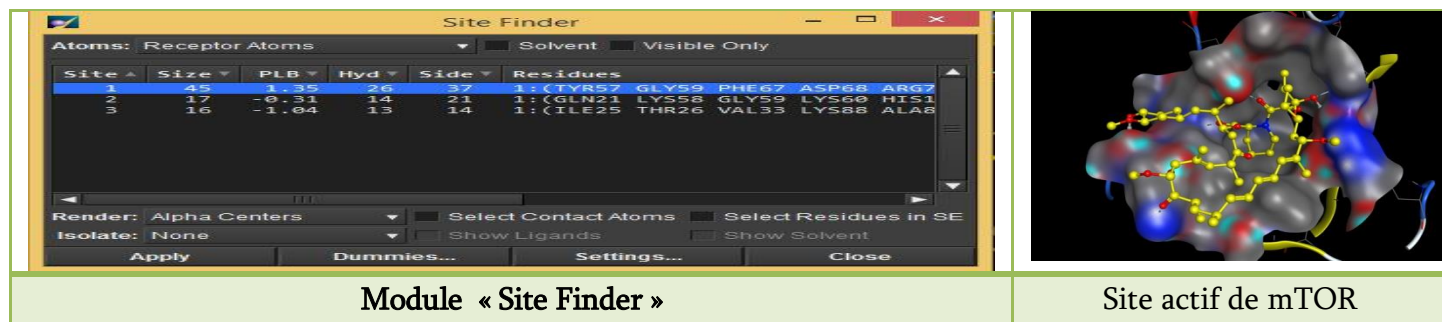 Site Finder
Atoms: Receptor Atoms Solvent Visible Only
Site Size PLB Hyd Side Residues
1 45 1.35 26 37 1:(TYR57 GLY59 PHE67 ASP68 ARG7
2 17 -0.31 14 21 1:(GLN21 LYS58 GLY59 LYS60 HIS1
3 16 -1.04 13 14 1:(ILE25 THR26 VAL33 LYS88 ALA8
Render: Alpha Centers Select Contact Atoms Select Residues in SE
Isolate: None Show Ligands Show Solvent
Apply Dummies... Settings... Close
Module « Site Finder »
Site actif de mTOR